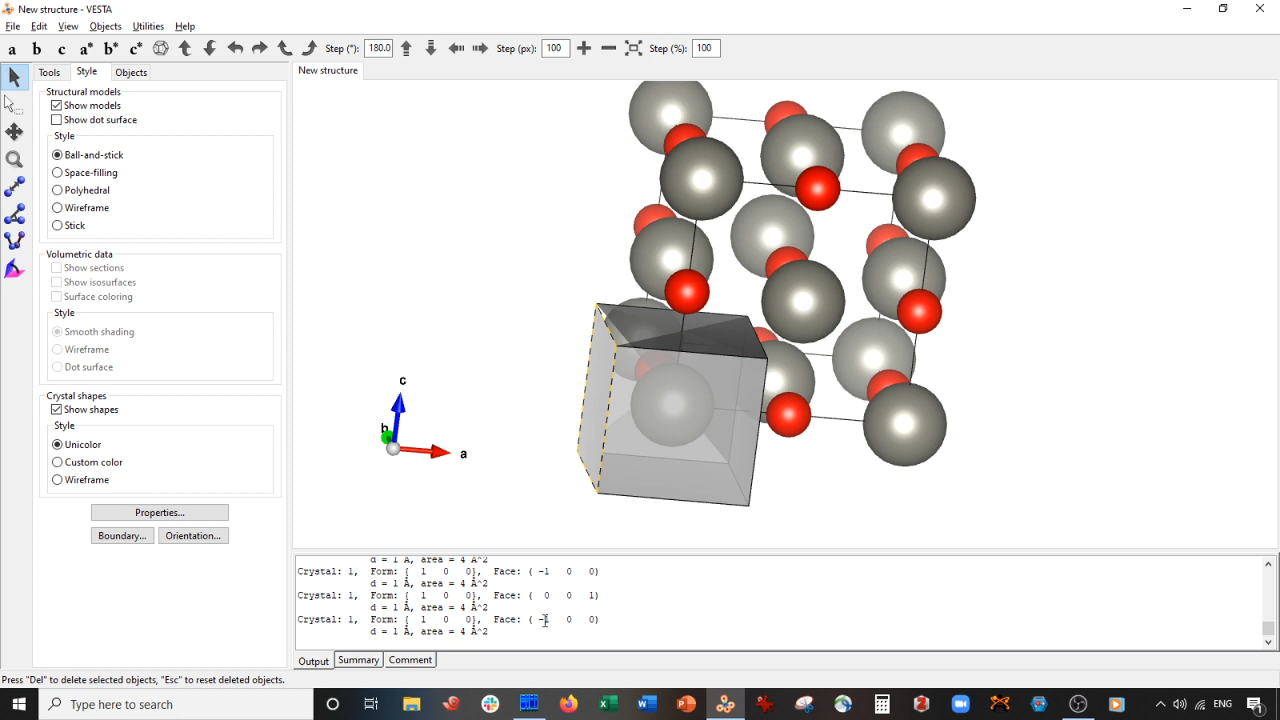 New structure - VESTA
File Edit View Objects Utilities Help
a b c a* b* c* Step (°): 180.0 Step (px): 100 Step (%): 100
Tools Style Objects
New structure
Structural models
Show models
Show dot surface
Style
Ball-and-stick
Space-filling
Polyhedral
Wireframe
Stick
Volumetric data
Show sections
Show isosurfaces
Surface coloring
Style
Smooth shading
Wireframe
Dot surface
Crystal shapes
Show shapes
Style
Unicolor
Custom color
Wireframe
Properties...
Boundary... Orientation...
c
b
a
d = 1 Å, area = 4 Å^2
Crystal: 1, Form: { 1 0 0}, Face: ( -1 0 0)
d = 1 Å, area = 4 Å^2
Crystal: 1, Form: { 1 0 0}, Face: ( 0 0 1)
d = 1 Å, area = 4 Å^2
Crystal: 1, Form: { 1 0 0}, Face: ( -1 0 0)
d = 1 Å, area = 4 Å^2
Output Summary Comment
Press "Del" to delete selected objects, "Esc" to reset deleted objects.
Type here to search
ENG